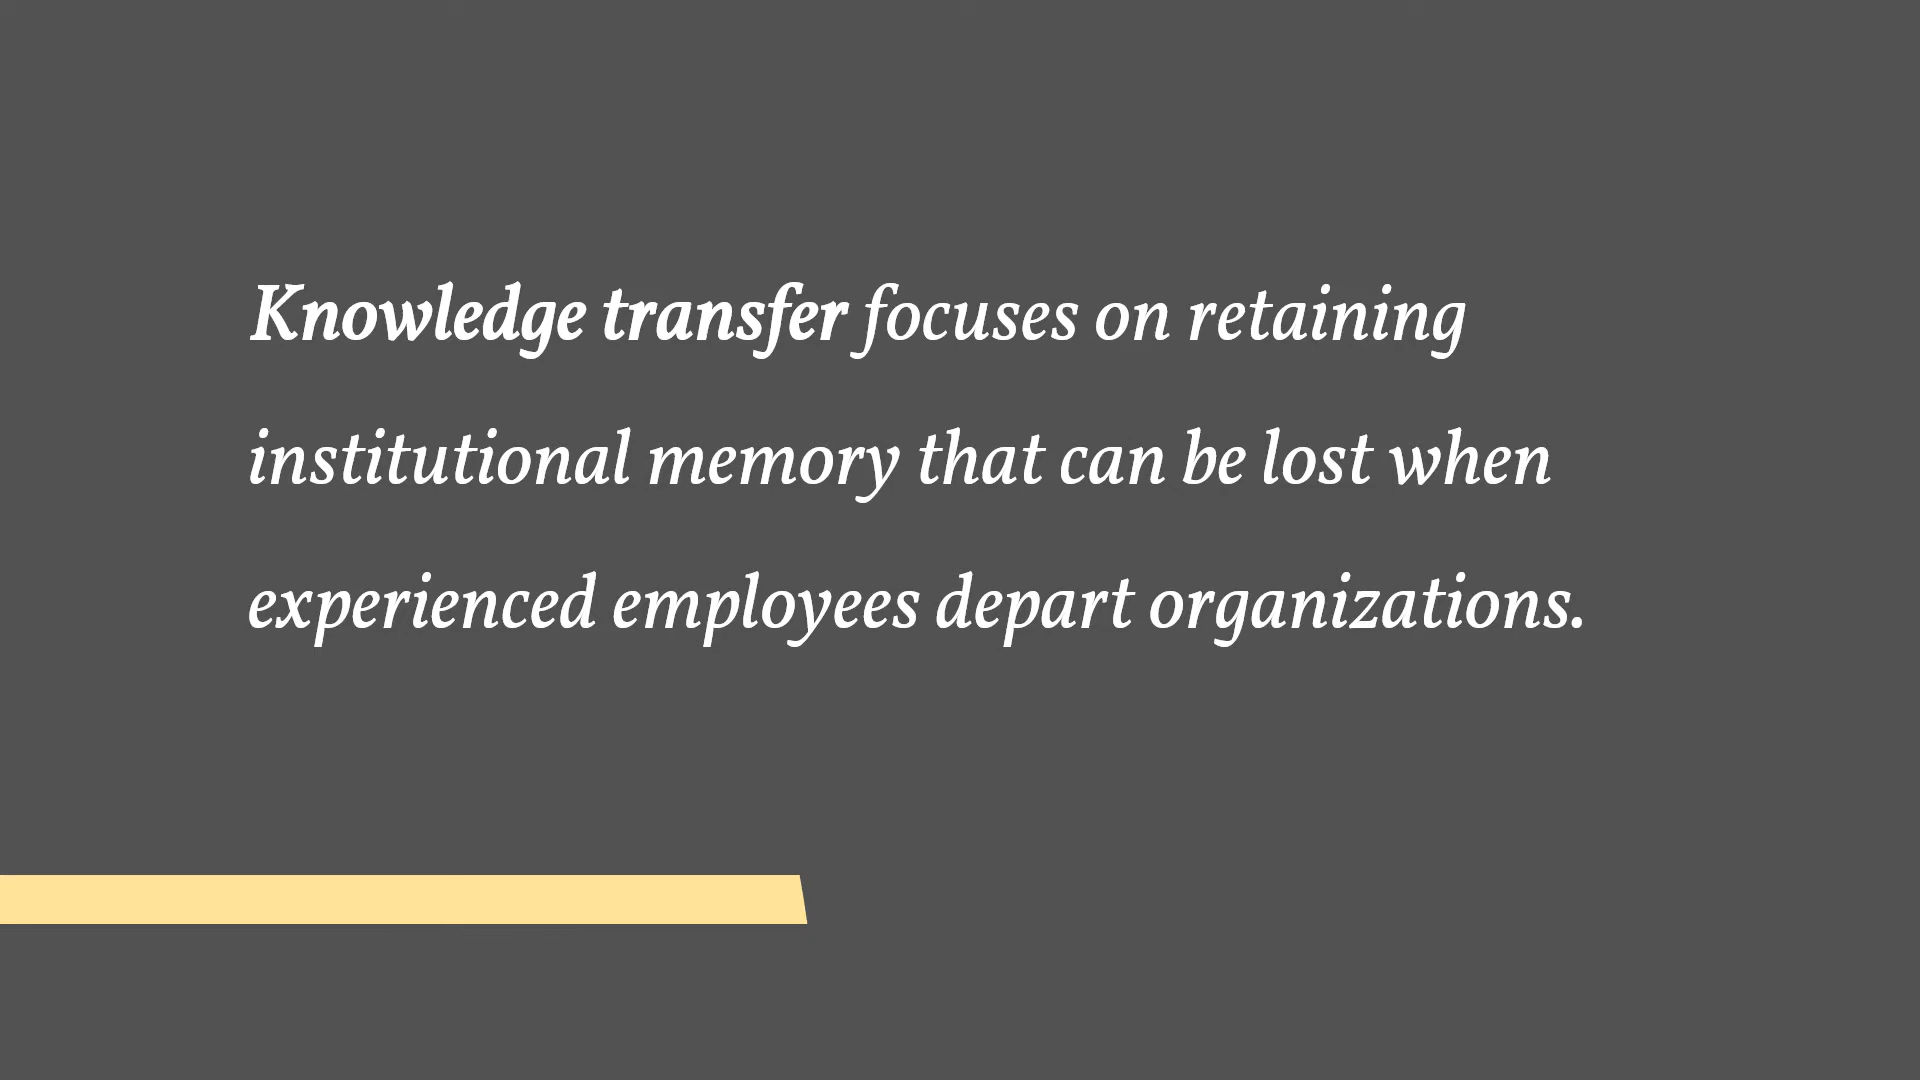 Knowledge transfer focuses on retaining
institutional memory that can be lost when
experienced employees depart organizations.